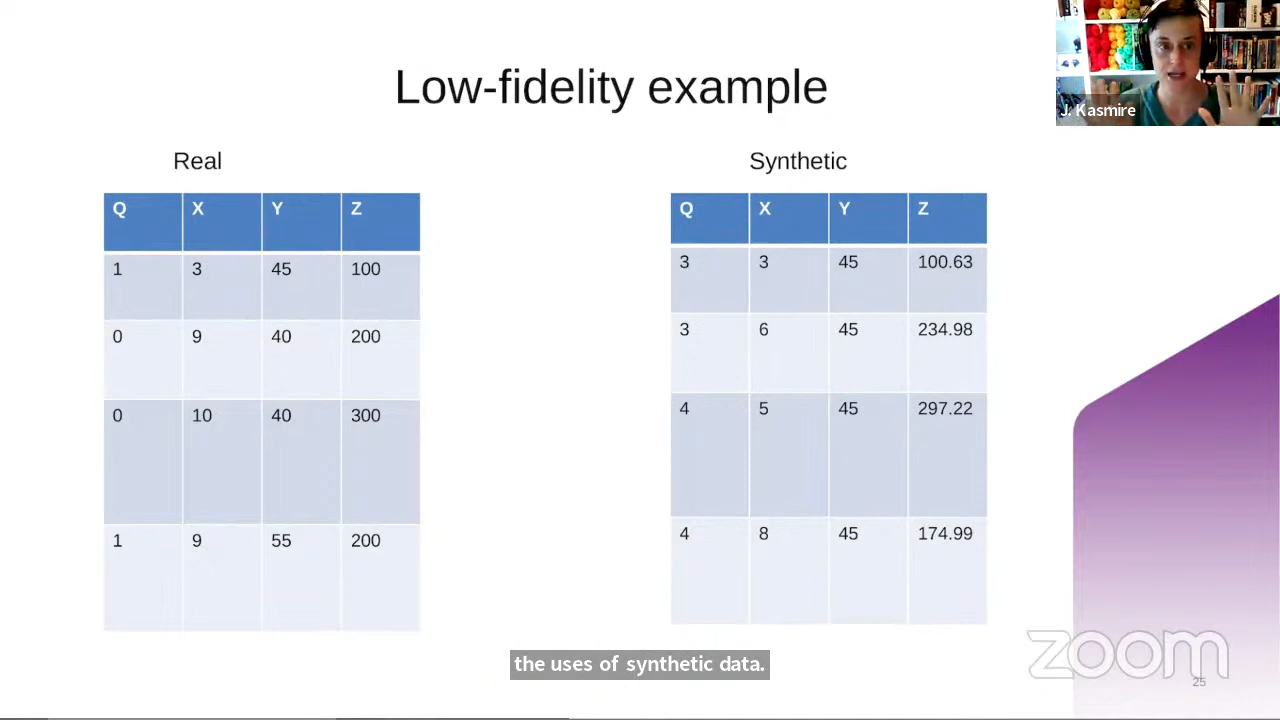 Low-fidelity example
J. Kasmire
Real
Q X Y Z
1 3 45 100
0 9 40 200
0 10 40 300
1 9 55 200
Synthetic
Q X Y Z
3 3 45 100.63
3 6 45 234.98
4 5 45 297.22
4 8 45 174.99
the uses of synthetic data.
zoom
25